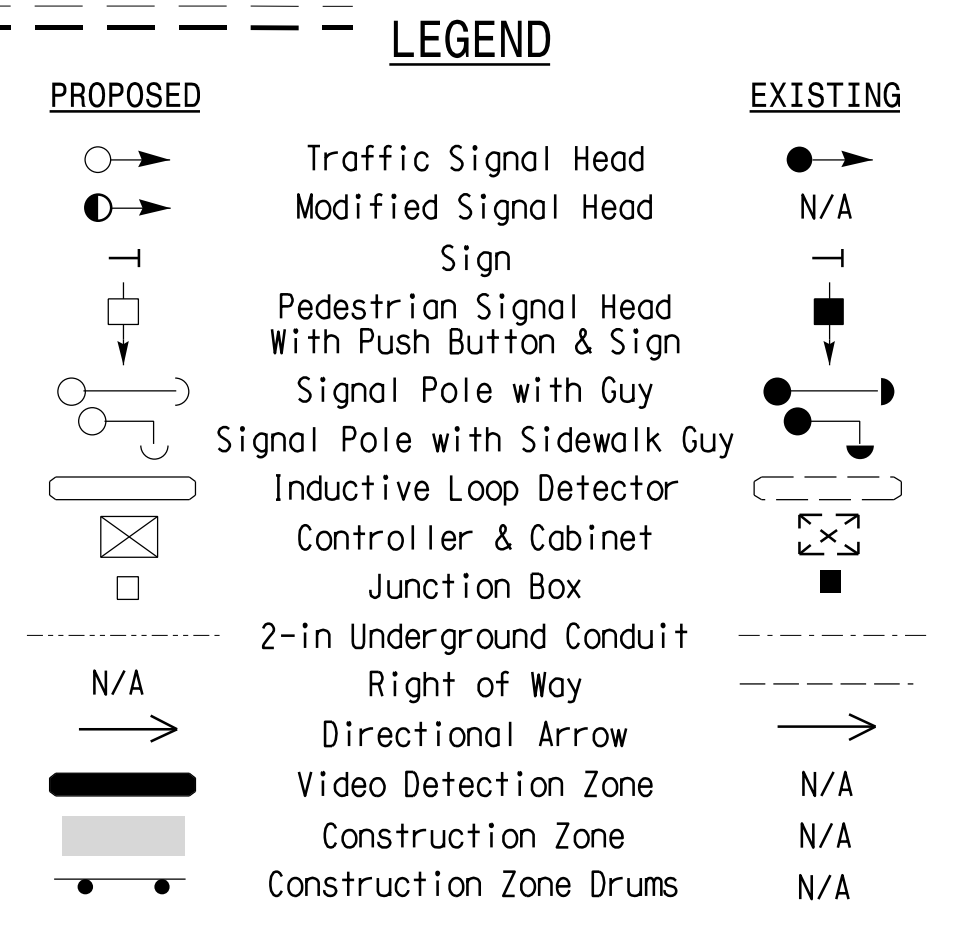 LEGEND
PROPOSED EXISTING
Traffic Signal Head
Modified Signal Head N/A
Sign
Pedestrian Signal Head
With Push Button & Sign
Signal Pole with Guy
Signal Pole with Sidewalk Guy
Inductive Loop Detector
Controller & Cabinet
Junction Box
2-in Underground Conduit
N/A Right of Way
Directional Arrow
Video Detection Zone N/A
Construction Zone N/A
Construction Zone Drums N/A